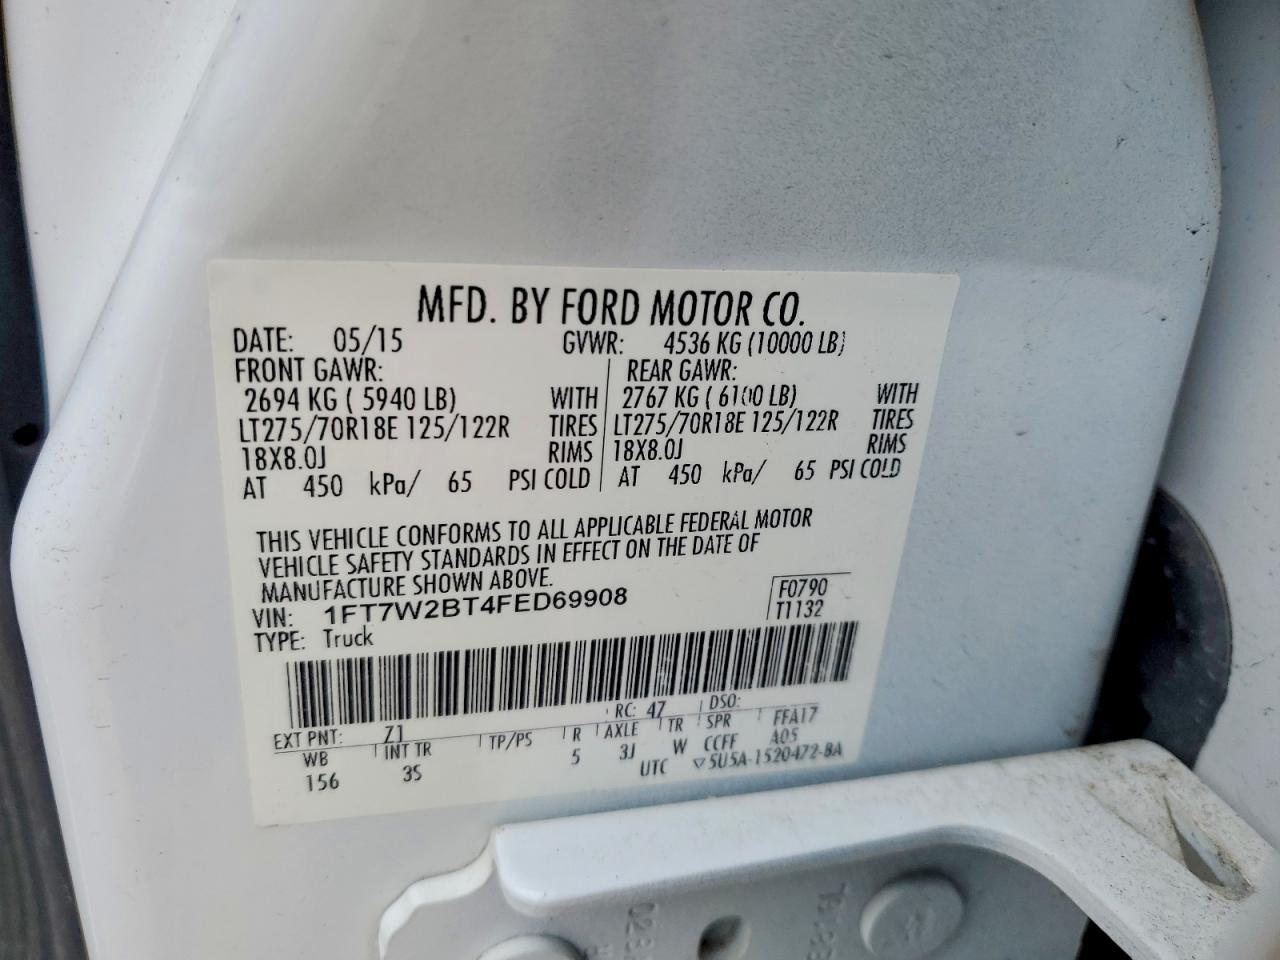 MFD. BY FORD MOTOR CO.
DATE: 05/15 GVWR: 4536 KG (10000 LB)
FRONT GAWR: REAR GAWR:
2694 KG ( 5940 LB) WITH 2767 KG ( 6100 LB) WITH
LT275/70R18E 125/122R TIRES LT275/70R18E 125/122R TIRES
18X8.0J RIMS 18X8.0J RIMS
AT 450 kPa/ 65 PSI COLD AT 450 kPa/ 65 PSI COLD
THIS VEHICLE CONFORMS TO ALL APPLICABLE FEDERAL MOTOR
VEHICLE SAFETY STANDARDS IN EFFECT ON THE DATE OF
MANUFACTURE SHOWN ABOVE.
VIN: 1FT7W2BT4FED69908 F0790
TYPE: Truck T1132
EXT PNT: Z1 RC: 47 DSO:
WB INT TR TP/PS R AXLE TR SPR FFA17
156 3S 5 3J W CCFF A05
UTC ▽5U5A-1520472-BA